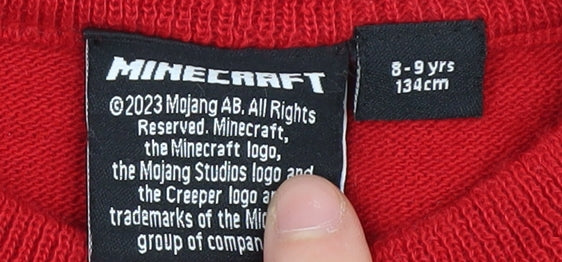 MINECRAFT
©2023 Mojang AB. All Rights
Reserved. Minecraft,
the Minecraft logo,
the Mojang Studios logo and
the Creeper logo
trademarks of the
group of
8-9 yrs
134cm